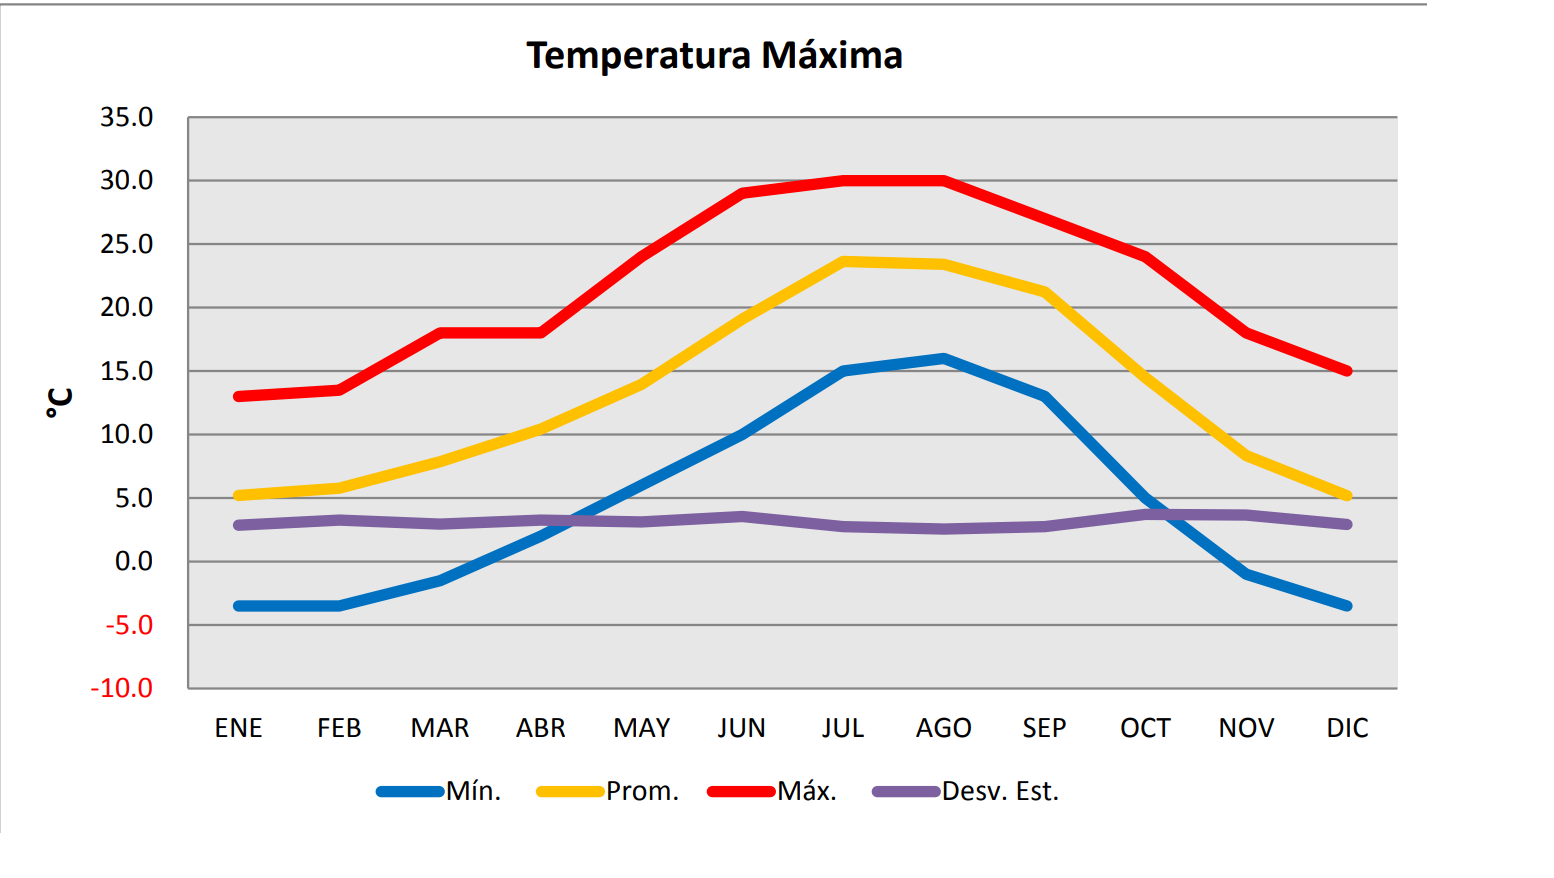 Temperatura Máxima
35.0
30.0
25.0
20.0
15.0
10.0
5.0
0.0
-5.0
-10.0
°C
ENE FEB MAR ABR MAY JUN JUL AGO SEP OCT NOV DIC
Mín. Prom. Máx. Desv. Est.